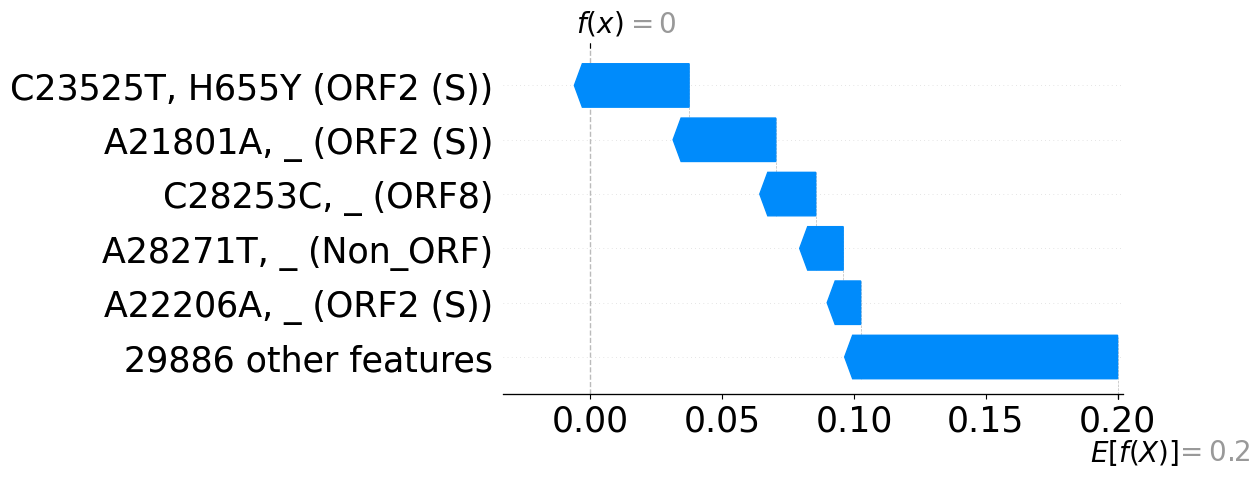 f(x) = 0
C23525T, H655Y (ORF2 (S))
A21801A, _ (ORF2 (S))
C28253C, _ (ORF8)
A28271T, _ (Non_ORF)
A22206A, _ (ORF2 (S))
29886 other features
0.00 0.05 0.10 0.15 0.20
E[f(X)] = 0.2